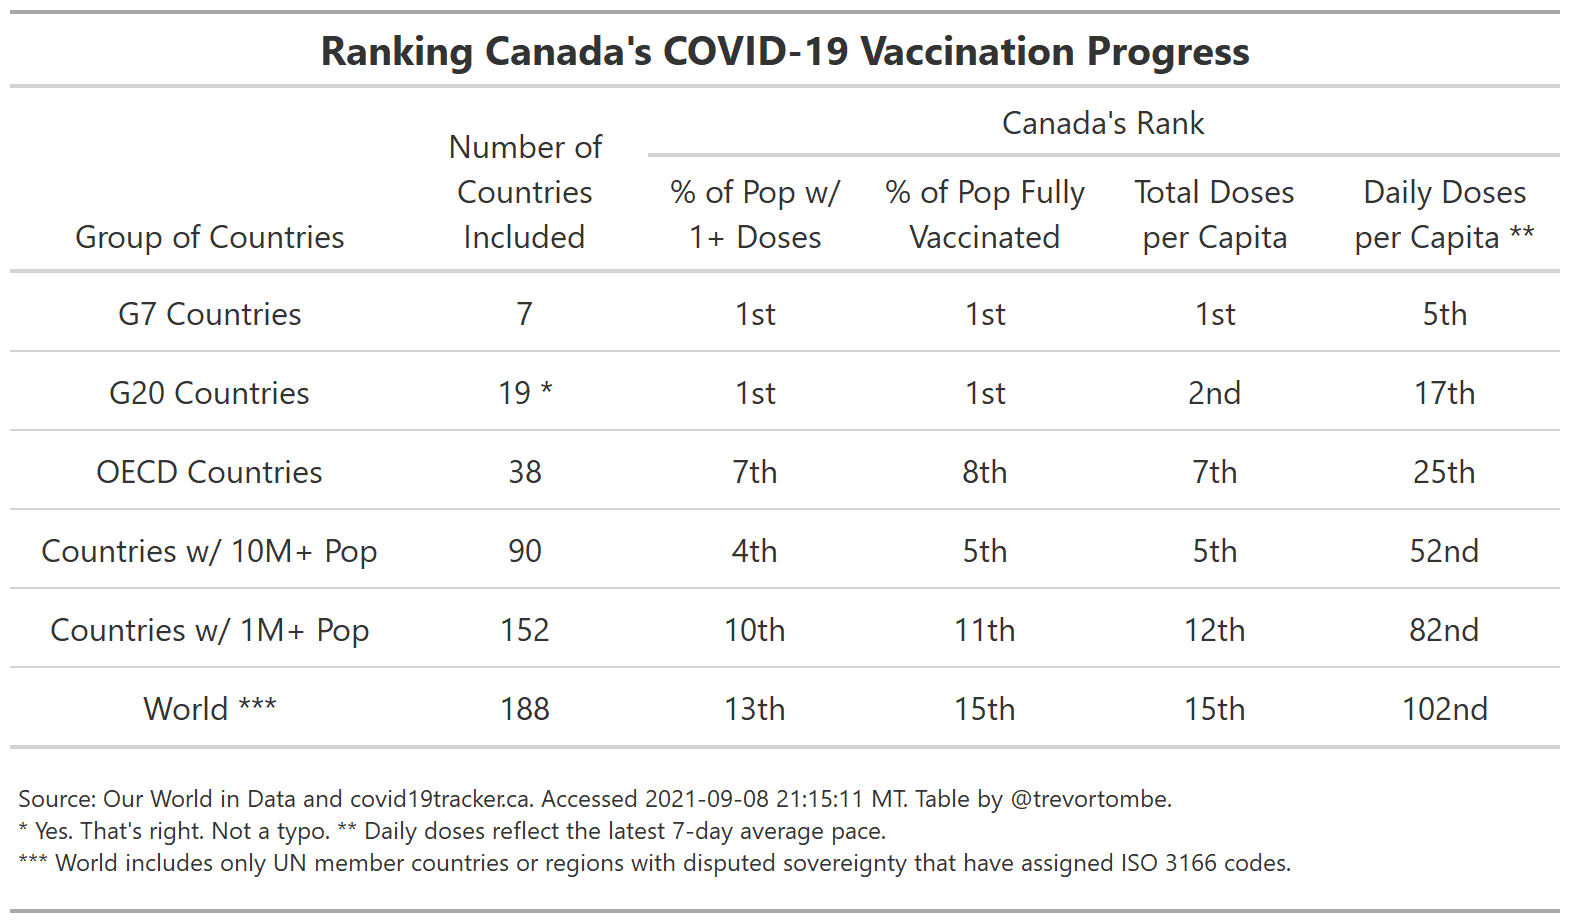 Ranking Canada's COVID-19 Vaccination Progress
Canada's Rank
Number of
Countries
Included
% of Pop w/
1+ Doses
% of Pop Fully
Vaccinated
Total Doses
per Capita
Daily Doses
per Capita **
Group of Countries
G7 Countries 7 1st 1st 1st 5th
G20 Countries 19 * 1st 1st 2nd 17th
OECD Countries 38 7th 8th 7th 25th
Countries w/ 10M+ Pop 90 4th 5th 5th 52nd
Countries w/ 1M+ Pop 152 10th 11th 12th 82nd
World *** 188 13th 15th 15th 102nd
Source: Our World in Data and covid19tracker.ca. Accessed 2021-09-08 21:15:11 MT. Table by @trevortombe.
* Yes. That's right. Not a typo. ** Daily doses reflect the latest 7-day average pace.
*** World includes only UN member countries or regions with disputed sovereignty that have assigned ISO 3166 codes.